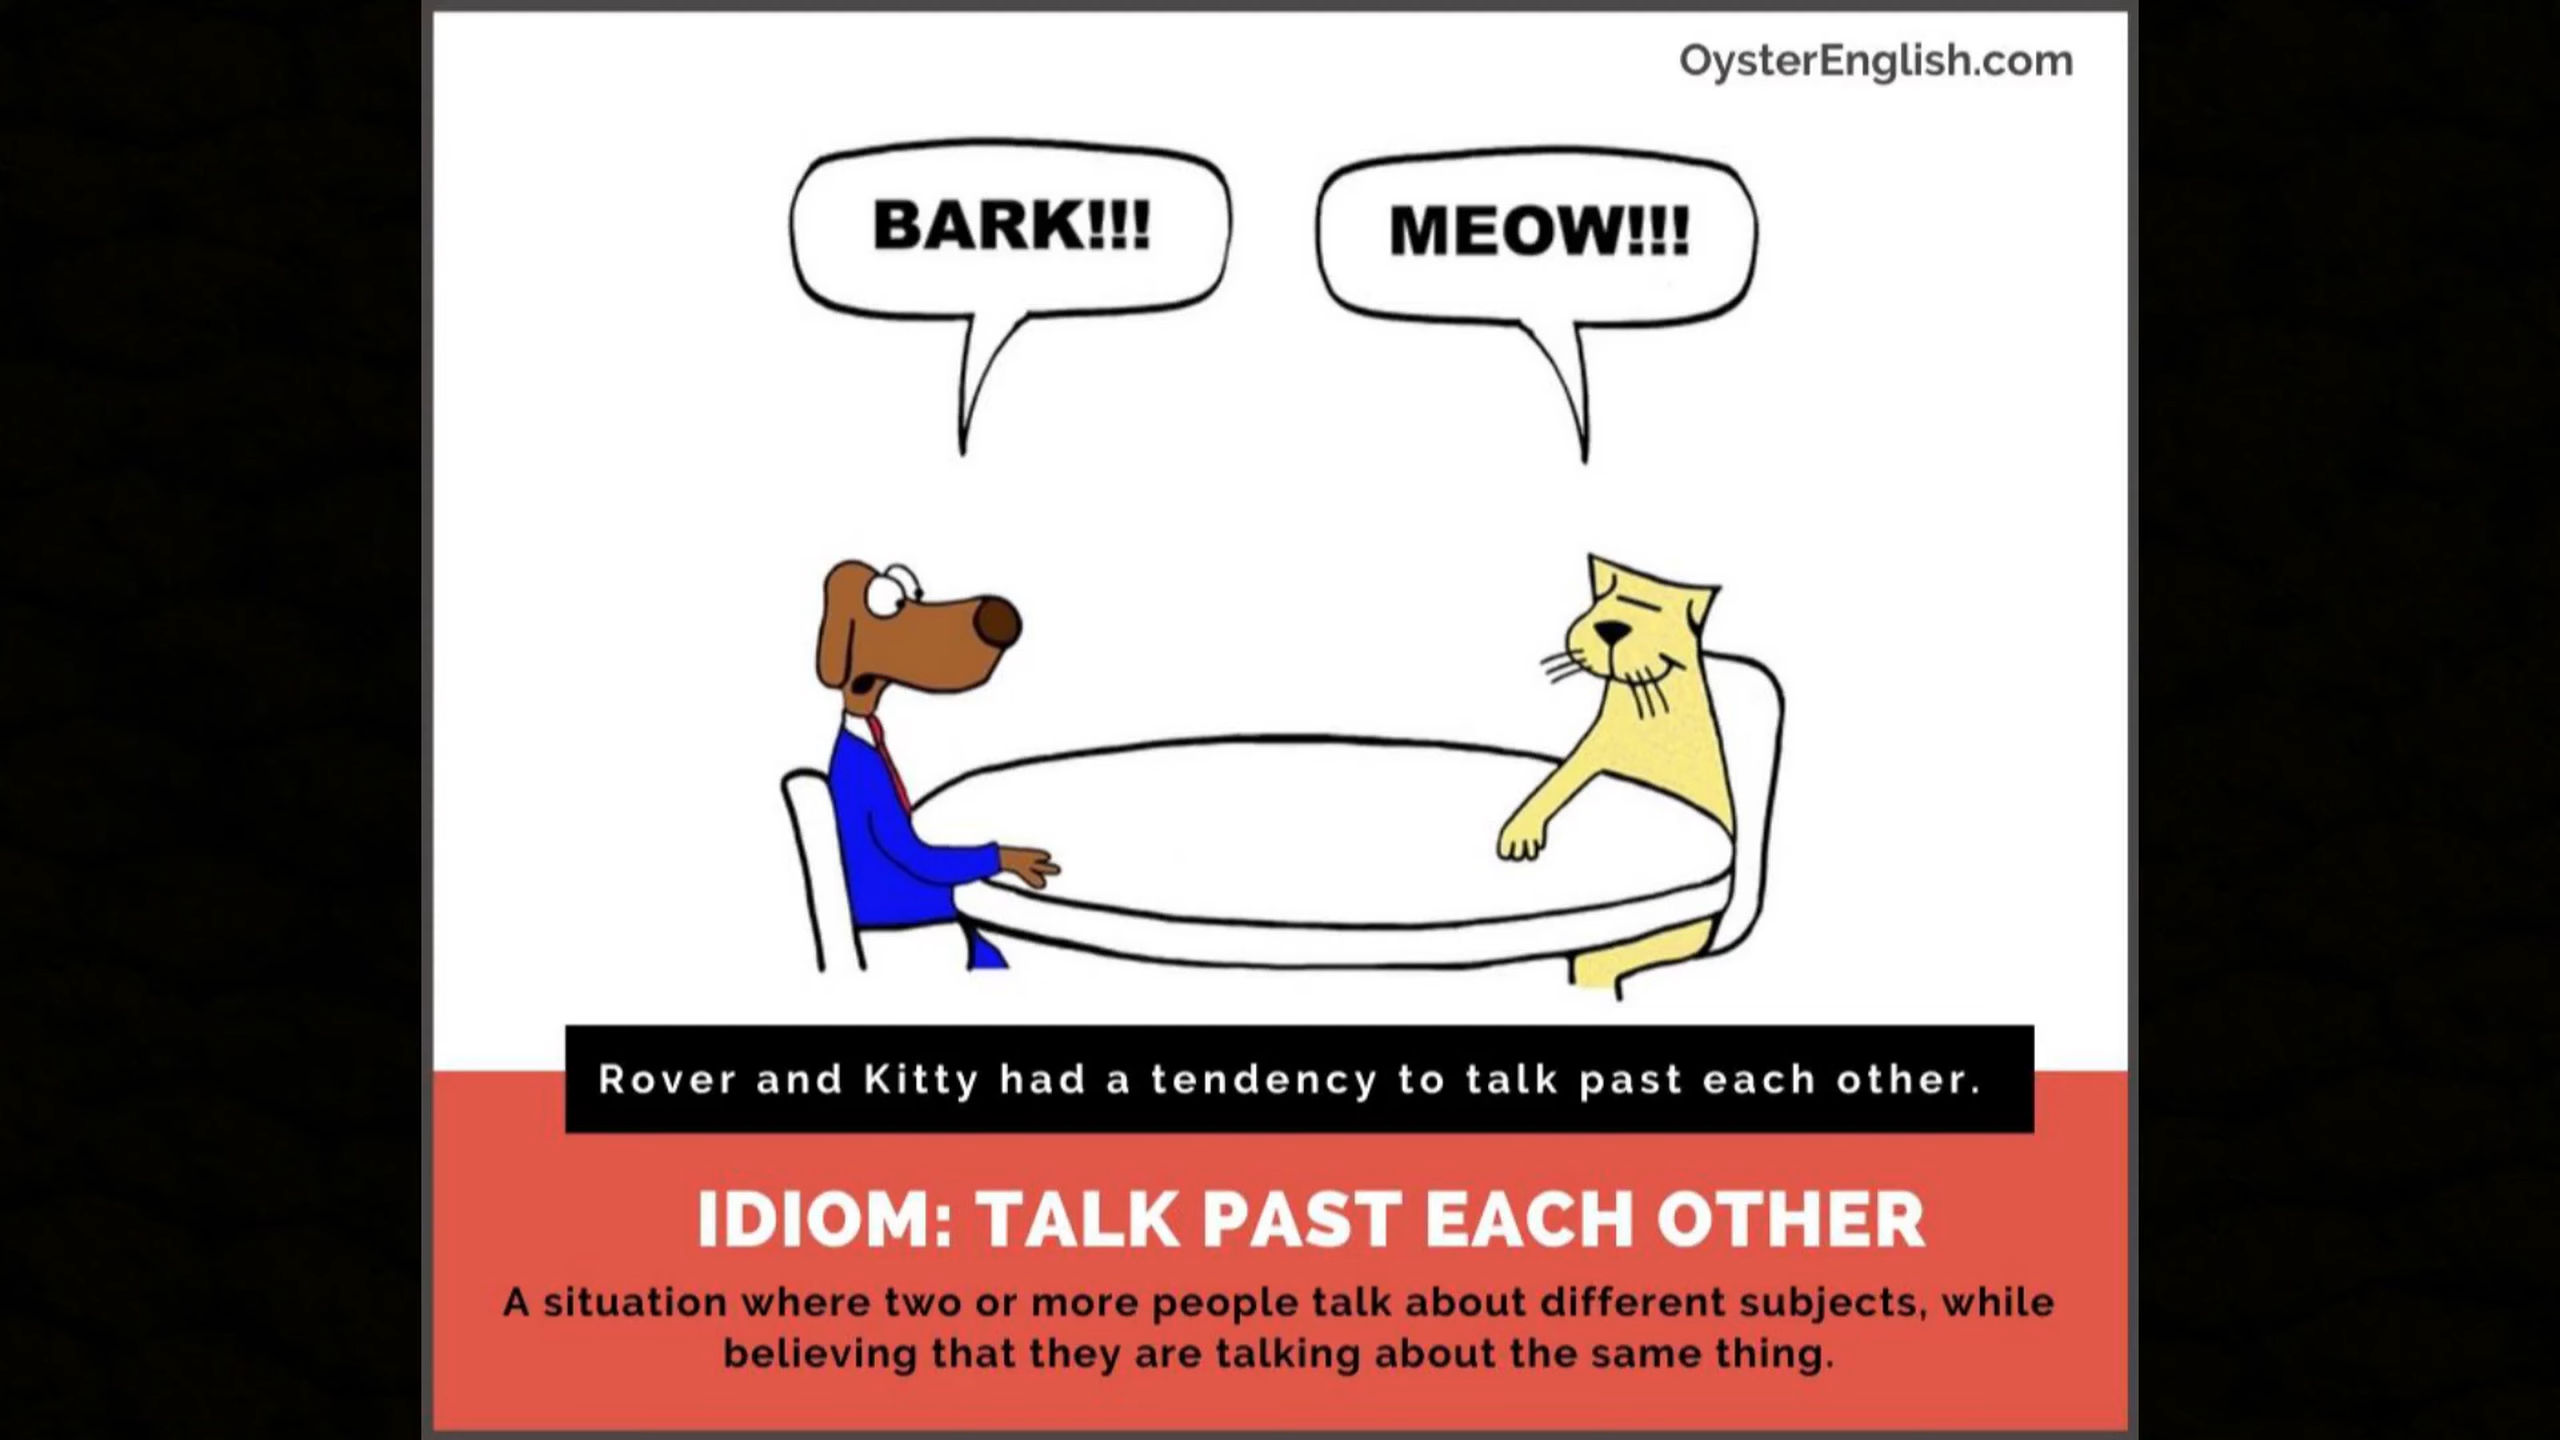 OysterEnglish.com
BARK!!!
MEOW!!!
Rover and Kitty had a tendency to talk past each other.
IDIOM: TALK PAST EACH OTHER
A situation where two or more people talk about different subjects, while
believing that they are talking about the same thing.